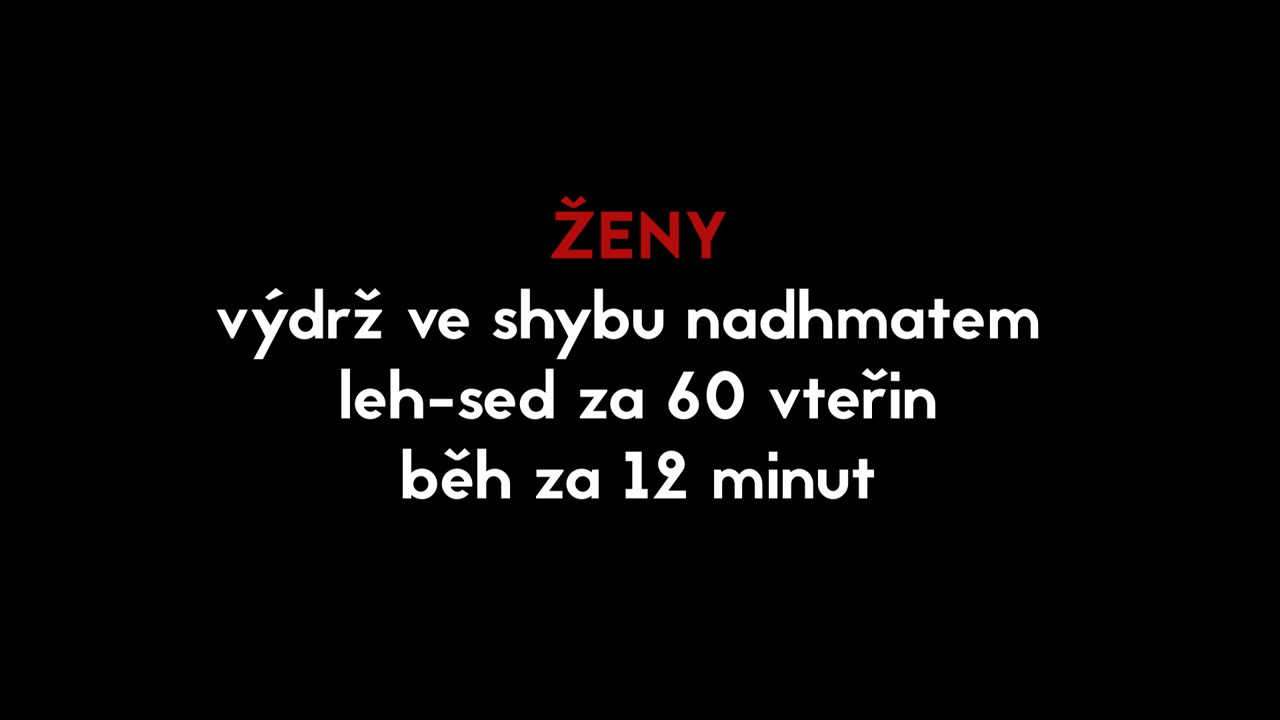 ŽENY
výdrž ve shybu nadhmatem
leh-sed za 60 vteřin
běh za 12 minut